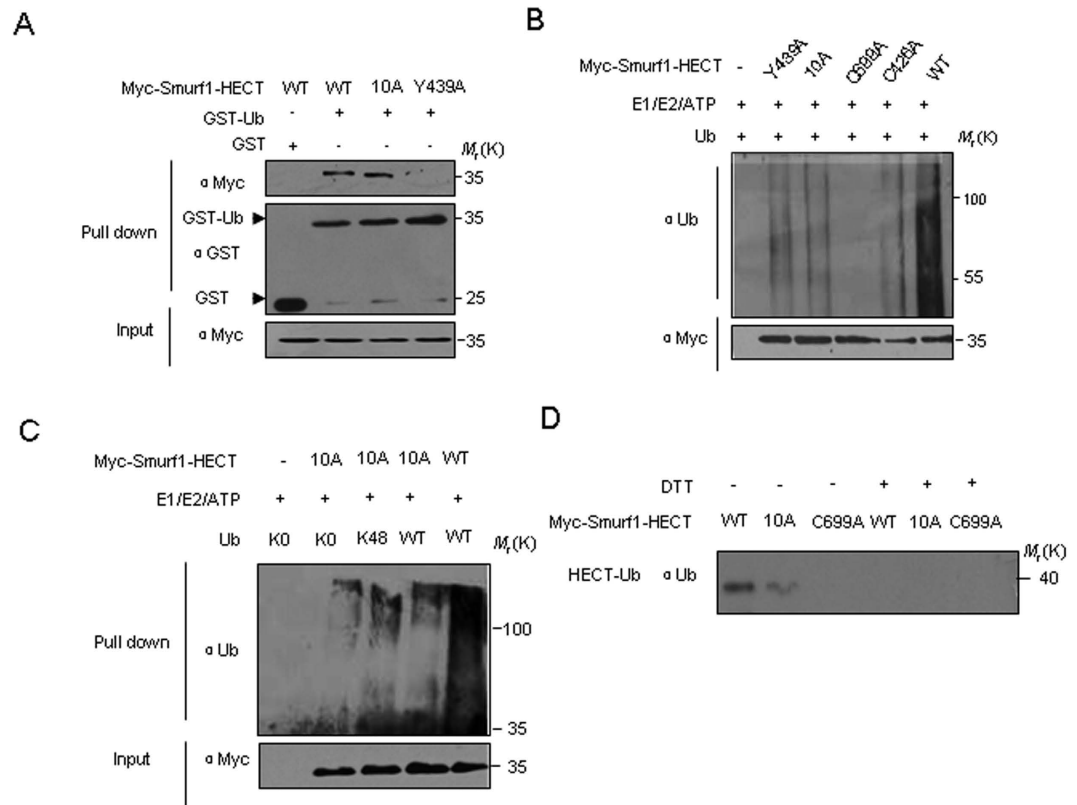 A
Myc-Smurf1-HECT WT WT 10A Y439A
GST-Ub - + + +
GST + - - -
Mr(K)
α Myc 35
Pull down
GST-Ub 35
α GST
GST 25
Input
α Myc 35
B
Myc-Smurf1-HECT - Y439A 10A C699A C426A WT
E1/E2/ATP + + + + + +
Ub + + + + + + Mr(K)
100
α Ub
55
α Myc 35
C
Myc-Smurf1-HECT - 10A 10A 10A WT
E1/E2/ATP + + + + +
Ub K0 K0 K48 WT WT Mr(K)
100
Pull down α Ub
35
Input α Myc 35
D
DTT - - - + + +
Myc-Smurf1-HECT WT 10A C699A WT 10A C699A
Mr(K)
HECT-Ub α Ub 40